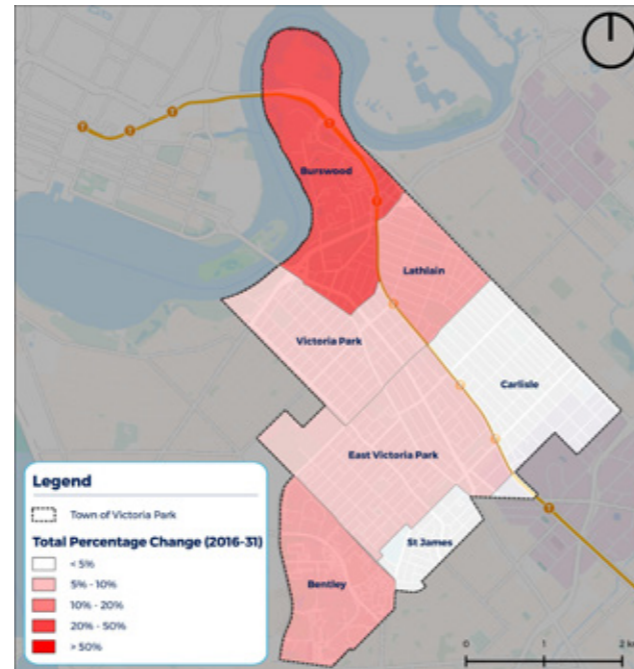 Burswood
Lathlain
Victoria Park
Carlisle
East Victoria Park
St James
Bentley
Legend
Town of Victoria Park
Total Percentage Change (2016-31)
< 5%
5% - 10%
10% - 20%
20% - 50%
> 50%
0 1 2 k